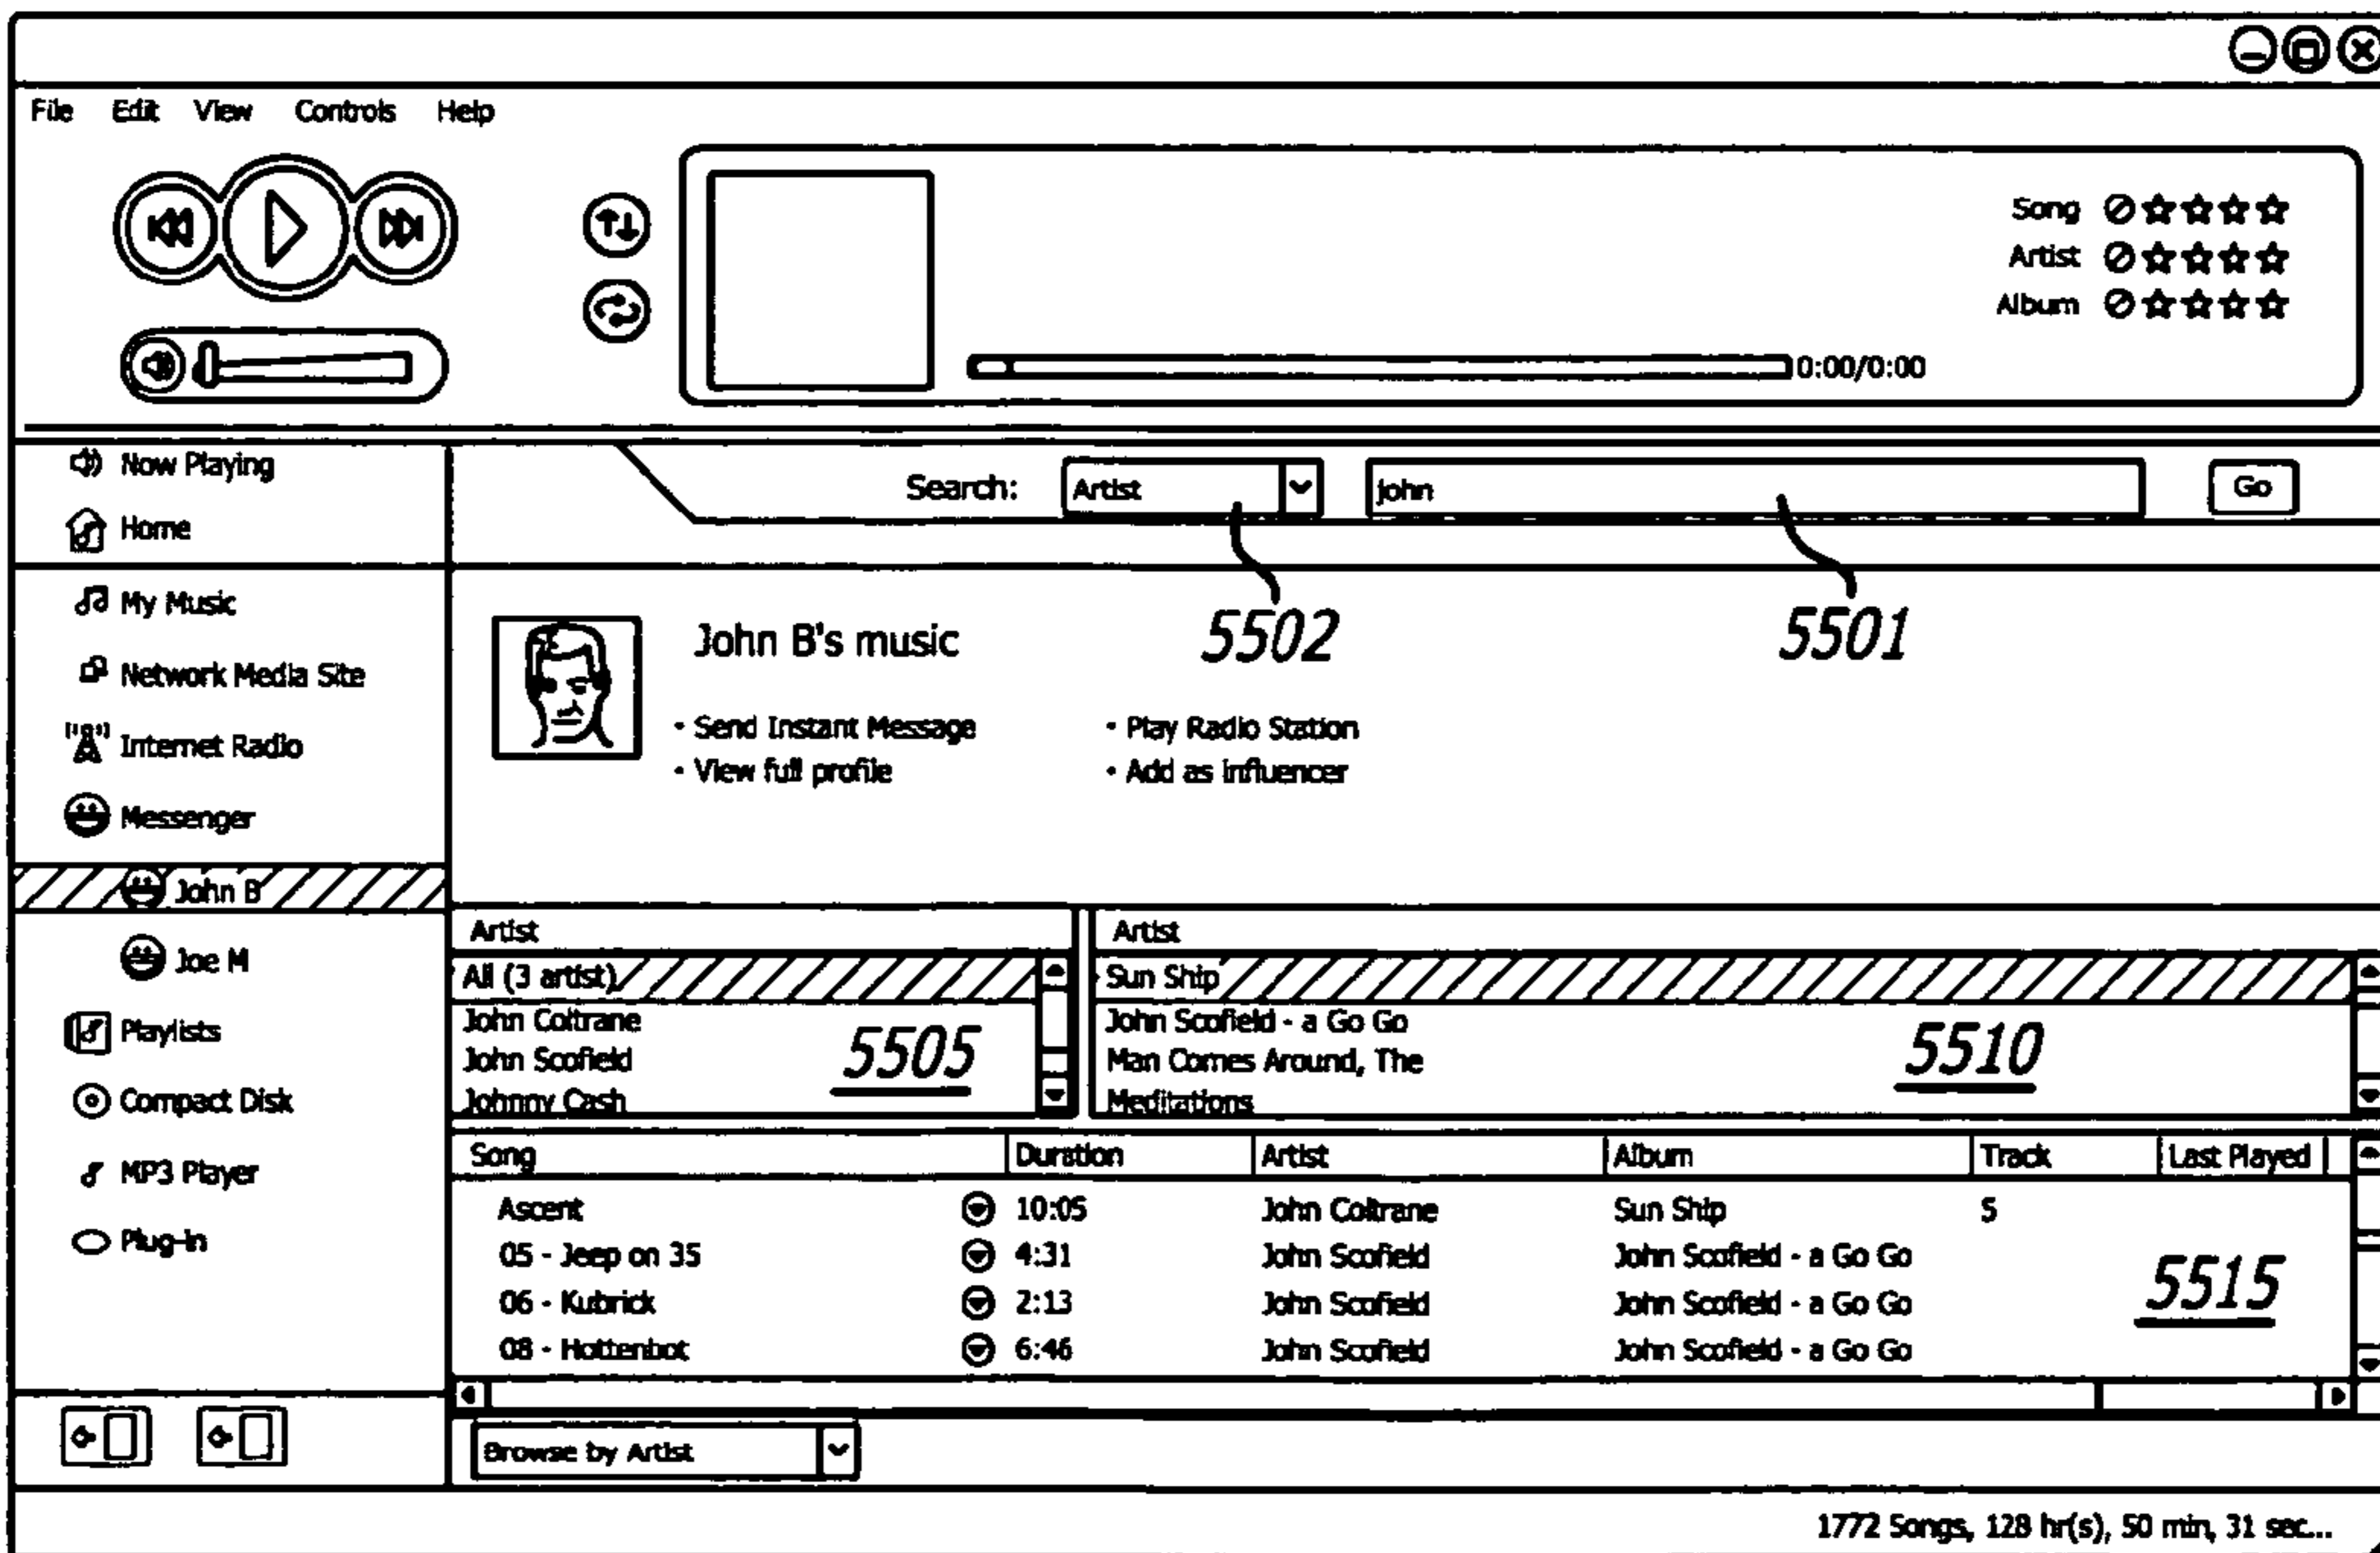 File Edit View Controls Help
Song
Artist
Album
0:00/0:00
Now Playing
Home
My Music
Network Media Site
Internet Radio
Messenger
John B
Joe M
Playlists
Compact Disk
MP3 Player
Plug-in
Search: Artist john Go
5502 5501
John B's music
- Send Instant Message - Play Radio Station
- View full profile - Add as influencer
Artist Artist
All (3 artist) Sun Ship
John Coltrane John Scofield - a Go Go
John Scofield Man Comes Around, The
Johnny Cash Meditations
5505 5510
Song Duration Artist Album Track Last Played
Ascent 10:05 John Coltrane Sun Ship 5
05 - Jeep on 35 4:31 John Scofield John Scofield - a Go Go
06 - Kubrick 2:13 John Scofield John Scofield - a Go Go
08 - Hottentot 6:46 John Scofield John Scofield - a Go Go
5515
Browse by Artist
1772 Songs, 128 hr(s), 50 min, 31 sec...